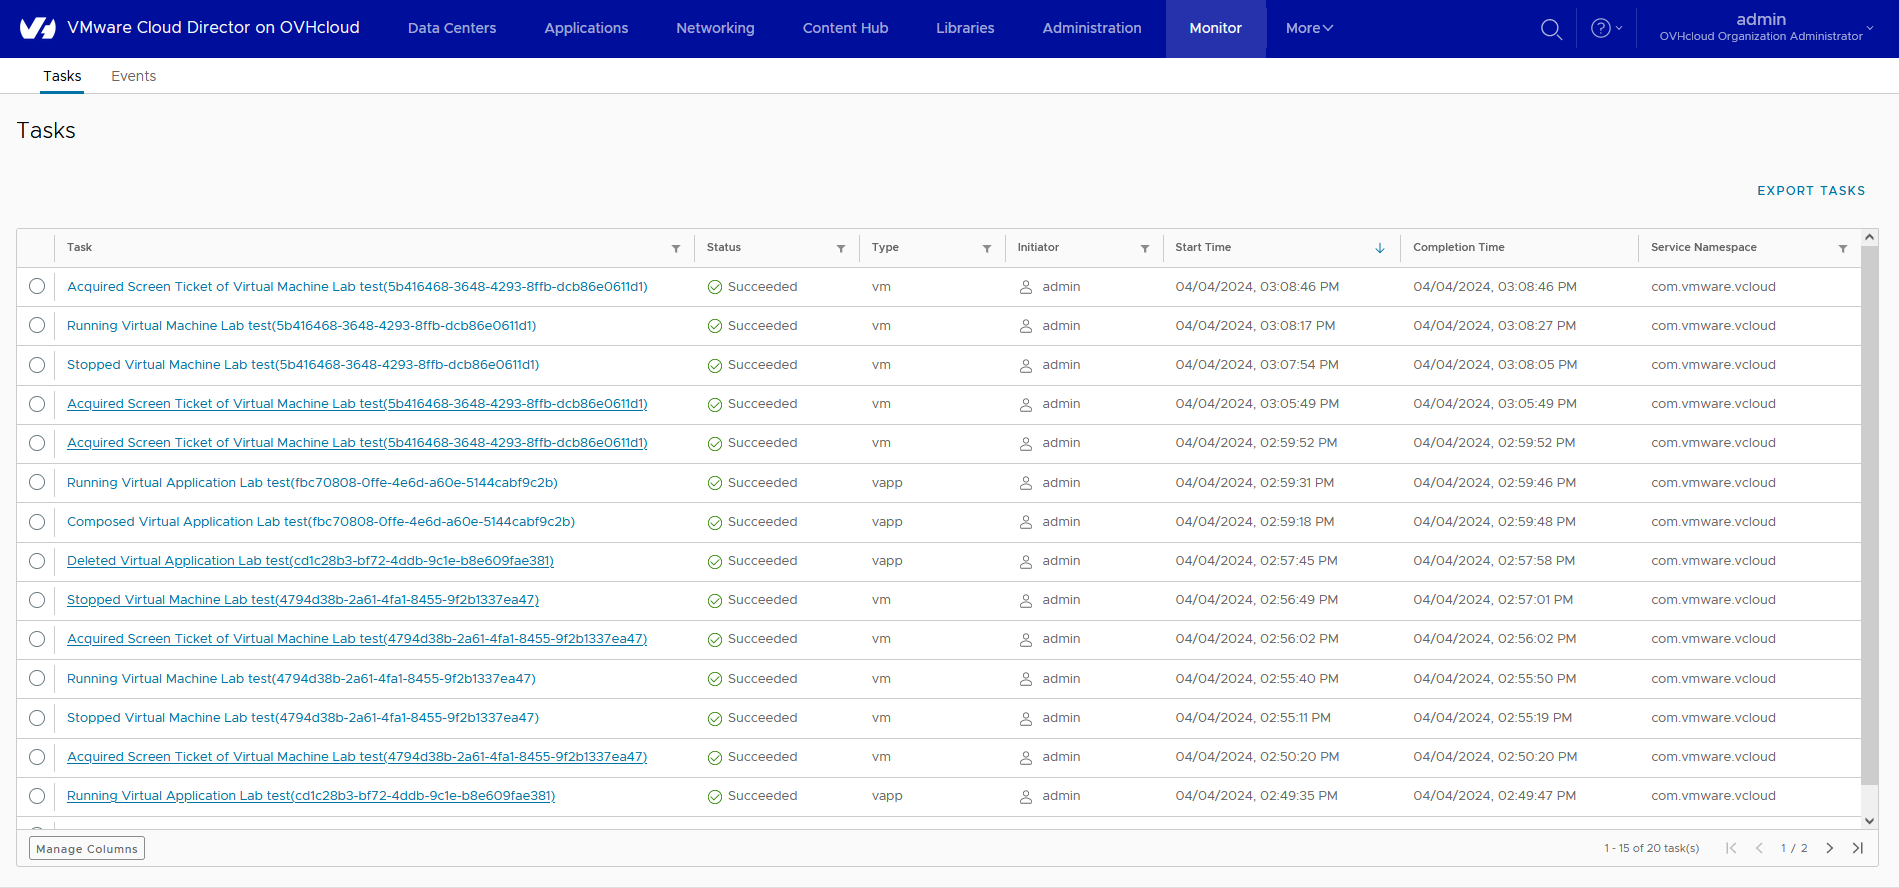 VMware Cloud Director on OVHcloud Data Centers Applications Networking Content Hub Libraries Administration Monitor More admin
OVHcloud Organization Administrator
Tasks Events
Tasks
EXPORT TASKS
Task Status Type Initiator Start Time Completion Time Service Namespace
Acquired Screen Ticket of Virtual Machine Lab test(5b416468-3648-4293-8ffb-dcb86e0611d1) Succeeded vm admin 04/04/2024, 03:08:46 PM 04/04/2024, 03:08:46 PM com.vmware.vcloud
Running Virtual Machine Lab test(5b416468-3648-4293-8ffb-dcb86e0611d1) Succeeded vm admin 04/04/2024, 03:08:17 PM 04/04/2024, 03:08:27 PM com.vmware.vcloud
Stopped Virtual Machine Lab test(5b416468-3648-4293-8ffb-dcb86e0611d1) Succeeded vm admin 04/04/2024, 03:07:54 PM 04/04/2024, 03:08:05 PM com.vmware.vcloud
Acquired Screen Ticket of Virtual Machine Lab test(5b416468-3648-4293-8ffb-dcb86e0611d1) Succeeded vm admin 04/04/2024, 03:05:49 PM 04/04/2024, 03:05:49 PM com.vmware.vcloud
Acquired Screen Ticket of Virtual Machine Lab test(5b416468-3648-4293-8ffb-dcb86e0611d1) Succeeded vm admin 04/04/2024, 02:59:52 PM 04/04/2024, 02:59:52 PM com.vmware.vcloud
Running Virtual Application Lab test(fbc70808-0ffe-4e6d-a60e-5144cabf9c2b) Succeeded vapp admin 04/04/2024, 02:59:31 PM 04/04/2024, 02:59:46 PM com.vmware.vcloud
Composed Virtual Application Lab test(fbc70808-0ffe-4e6d-a60e-5144cabf9c2b) Succeeded vapp admin 04/04/2024, 02:59:18 PM 04/04/2024, 02:59:48 PM com.vmware.vcloud
Deleted Virtual Application Lab test(cd1c28b3-bf72-4ddb-9c1e-b8e609fae381) Succeeded vapp admin 04/04/2024, 02:57:45 PM 04/04/2024, 02:57:58 PM com.vmware.vcloud
Stopped Virtual Machine Lab test(4794d38b-2a61-4fa1-8455-9f2b1337ea47) Succeeded vm admin 04/04/2024, 02:56:49 PM 04/04/2024, 02:57:01 PM com.vmware.vcloud
Acquired Screen Ticket of Virtual Machine Lab test(4794d38b-2a61-4fa1-8455-9f2b1337ea47) Succeeded vm admin 04/04/2024, 02:56:02 PM 04/04/2024, 02:56:02 PM com.vmware.vcloud
Running Virtual Machine Lab test(4794d38b-2a61-4fa1-8455-9f2b1337ea47) Succeeded vm admin 04/04/2024, 02:55:40 PM 04/04/2024, 02:55:50 PM com.vmware.vcloud
Stopped Virtual Machine Lab test(4794d38b-2a61-4fa1-8455-9f2b1337ea47) Succeeded vm admin 04/04/2024, 02:55:11 PM 04/04/2024, 02:55:19 PM com.vmware.vcloud
Acquired Screen Ticket of Virtual Machine Lab test(4794d38b-2a61-4fa1-8455-9f2b1337ea47) Succeeded vm admin 04/04/2024, 02:50:20 PM 04/04/2024, 02:50:20 PM com.vmware.vcloud
Running Virtual Application Lab test(cd1c28b3-bf72-4ddb-9c1e-b8e609fae381) Succeeded vapp admin 04/04/2024, 02:49:35 PM 04/04/2024, 02:49:47 PM com.vmware.vcloud
Manage Columns 1 - 15 of 20 task(s) 1 / 2